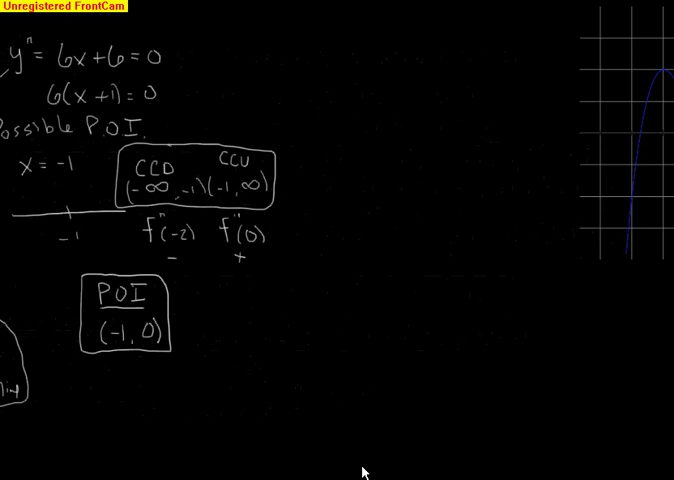 Unregistered FrontCam
y" = 6x+6 = 0
6(x+1) = 0
Possible P.O.I.
x = -1
CCD CCU
(-∞, -1) (-1, ∞)
-1
f"(-2) f"(0)
- +
POI
(-1, 0)